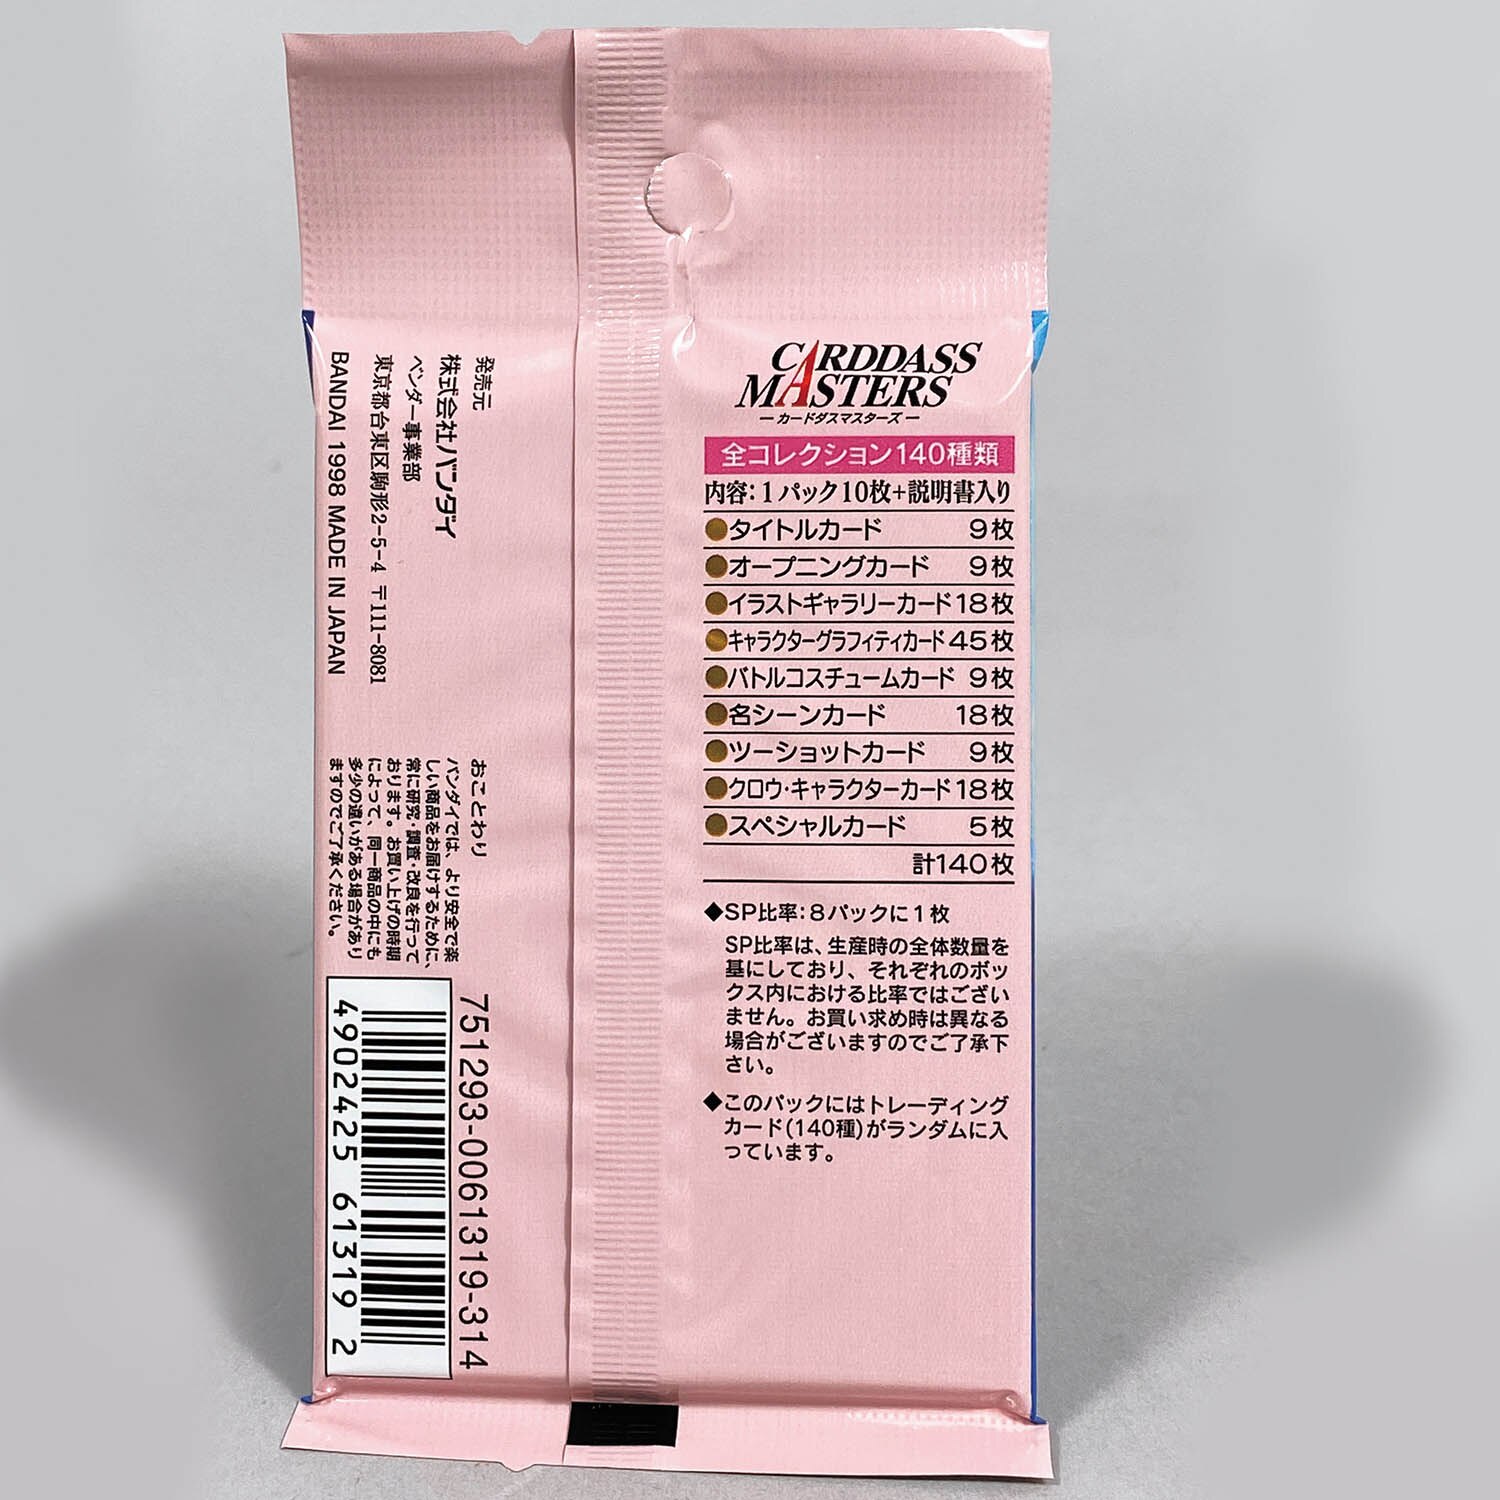 CARDDASS
MASTERS
ーカードダスマスターズー
全コレクション140種類
内容:1パック10枚+説明書入り
●タイトルカード 9枚
●オープニングカード 9枚
●イラストギャラリーカード18枚
●キャラクターグラフィティカード45枚
●バトルコスチュームカード 9枚
●名シーンカード 18枚
●ツーショットカード 9枚
●クロウ・キャラクターカード18枚
●スペシャルカード 5枚
計140枚
◆SP比率:8パックに1枚
SP比率は、生産時の全体数量を
基にしており、それぞれのボッ
クス内における比率ではござい
ません。お買い求め時は異なる
場合がございますのでご了承下
さい。
◆このパックにはトレーディング
カード(140種)がランダムに入
っています。
発売元
株式会社バンダイ
ベンダー事業部
東京都台東区駒形2-5-4 〒111-8081
BANDAI 1998 MADE IN JAPAN
おことわり
バンダイでは、より安全で楽
しい商品をお届けするために、
常に研究・調査・改良を行って
おります。お買い上げの時期
によって、同一商品の中にも
多少の違いがある場合があり
ますのでご了承ください。
751293-0061319-314
4902425 61319 2